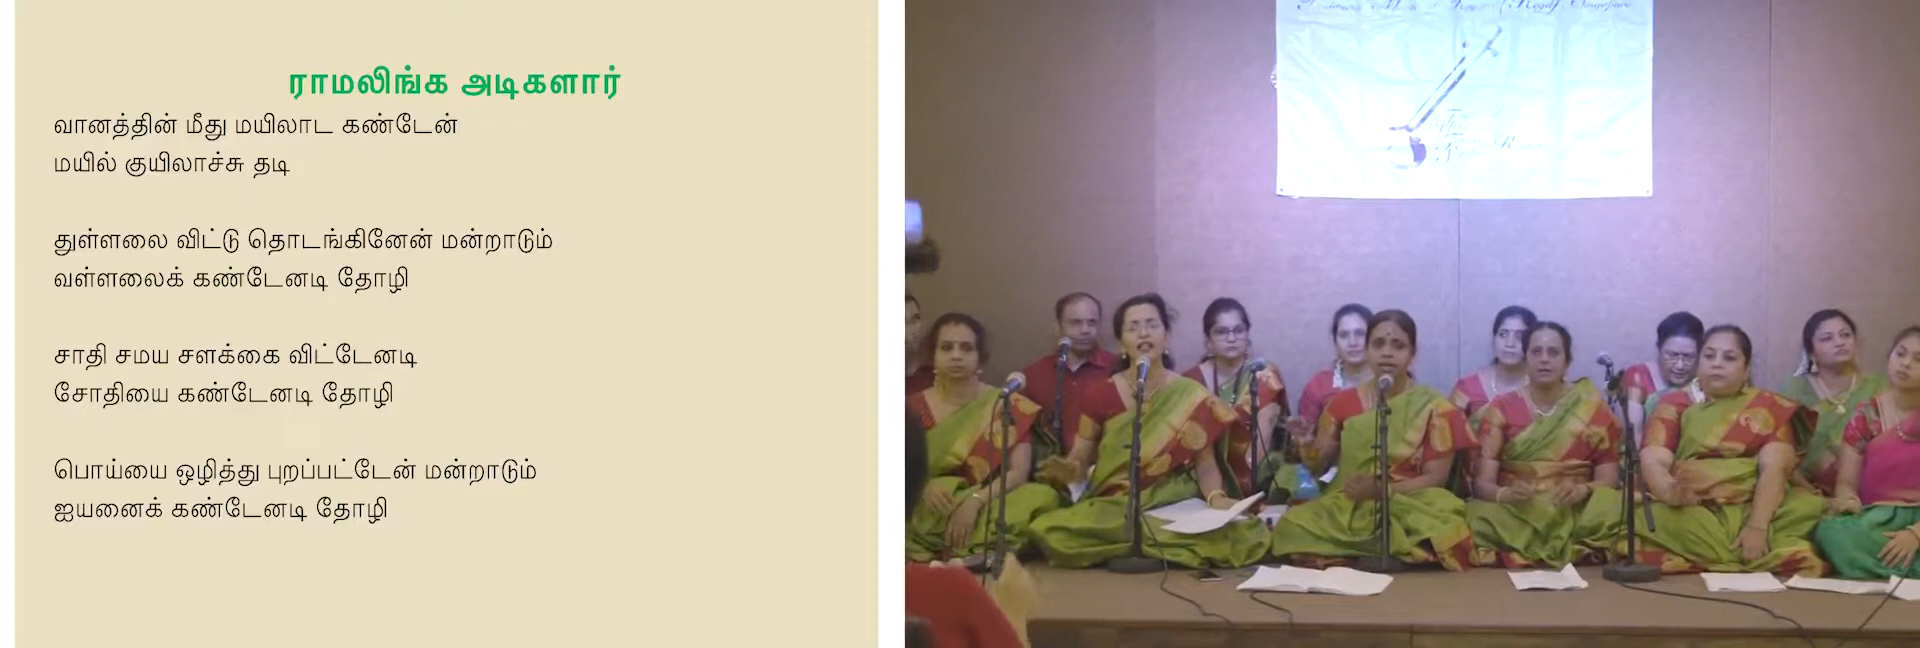 ராமலிங்க அடிகளார்
வானத்தின் மீது மயிலாட கண்டேன்
மயில் குயிலாச்சு தடி
துள்ளலை விட்டு தொடங்கினேன் மன்றாடும்
வள்ளலைக் கண்டேனடி தோழி
சாதி சமய சளக்கை விட்டேனடி
சோதியை கண்டேனடி தோழி
பொய்யை ஒழித்து புறப்பட்டேன் மன்றாடும்
ஐயனைக் கண்டேனடி தோழி